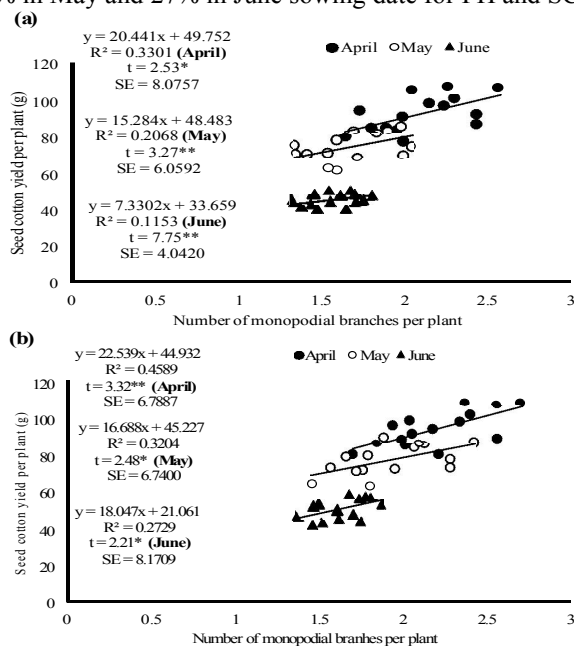 % in May and 27% in June sowing date for PH and SC
(a)
y = 20.441x + 49.752
R² = 0.3301 (April)
t = 2.53*
SE = 8.0757
y = 15.284x + 48.483
R² = 0.2068 (May)
t = 3.27**
SE = 6.0592
y = 7.3302x + 33.659
R² = 0.1153 (June)
t = 7.75**
SE = 4.0420
April May June
Seed cotton yield per plant (g)
120
100
80
60
40
20
0
0 0.5 1 1.5 2 2.5 3
Number of monopodial branches per plant
(b)
y = 22.539x + 44.932
R² = 0.4589
t = 3.32** (April)
SE = 6.7887
y = 16.688x + 45.227
R² = 0.3204
t = 2.48* (May)
SE = 6.7400
y = 18.047x + 21.061
R² = 0.2729
t = 2.21* (June)
SE = 8.1709
April May June
Seed cotton yield per plant (g)
120
100
80
60
40
20
0
0 0.5 1 1.5 2 2.5 3
Number of monopodial branhes per plant